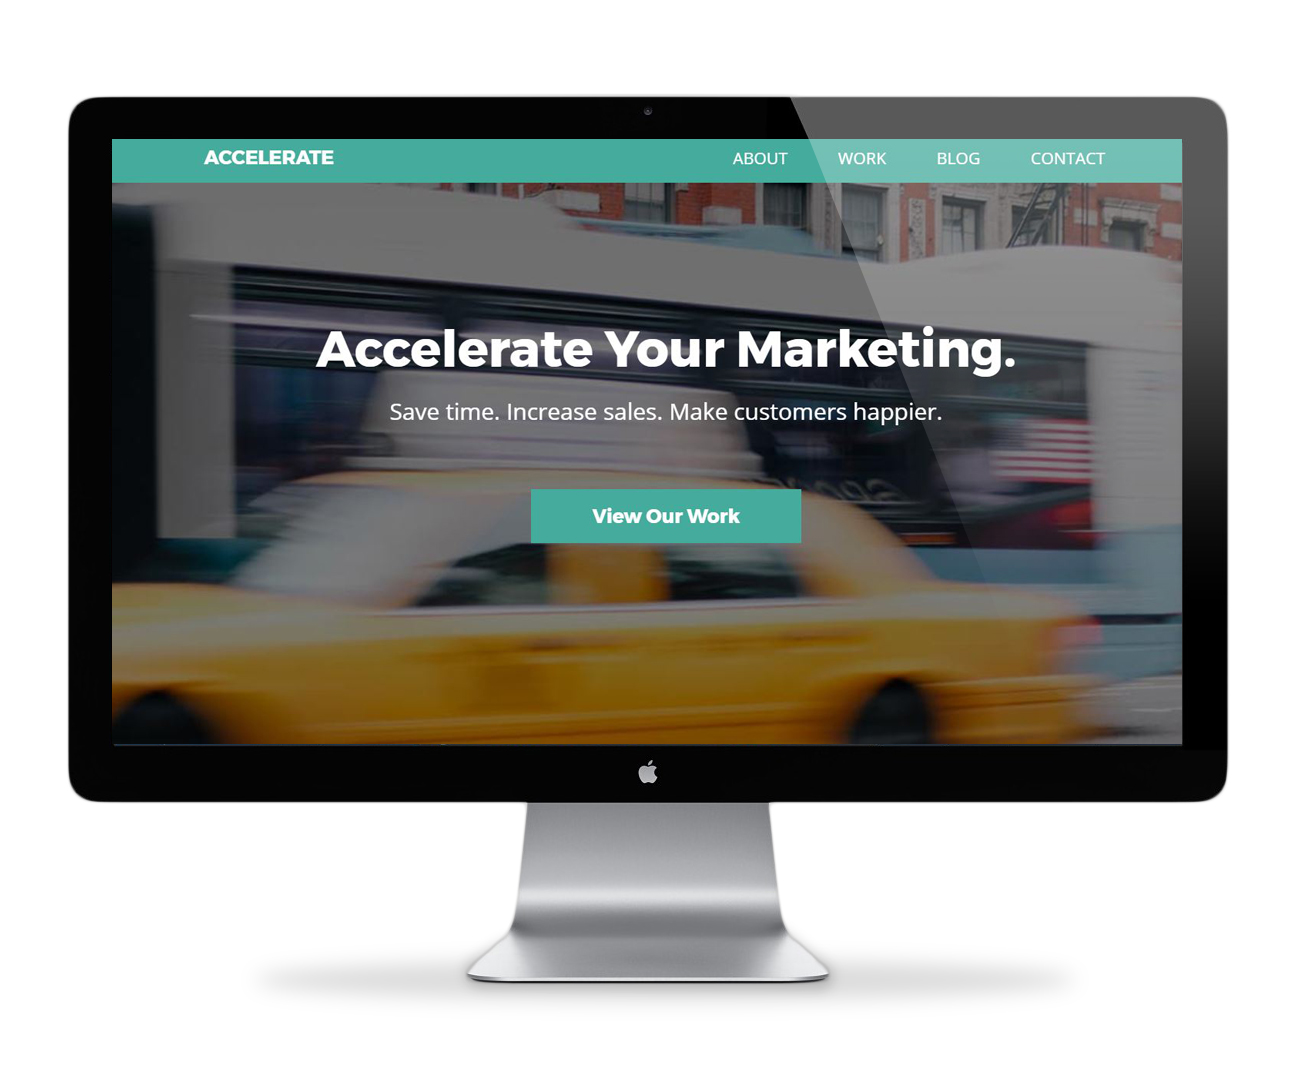 ACCELERATE
ABOUT WORK BLOG CONTACT
Accelerate Your Marketing.
Save time. Increase sales. Make customers happier.
View Our Work